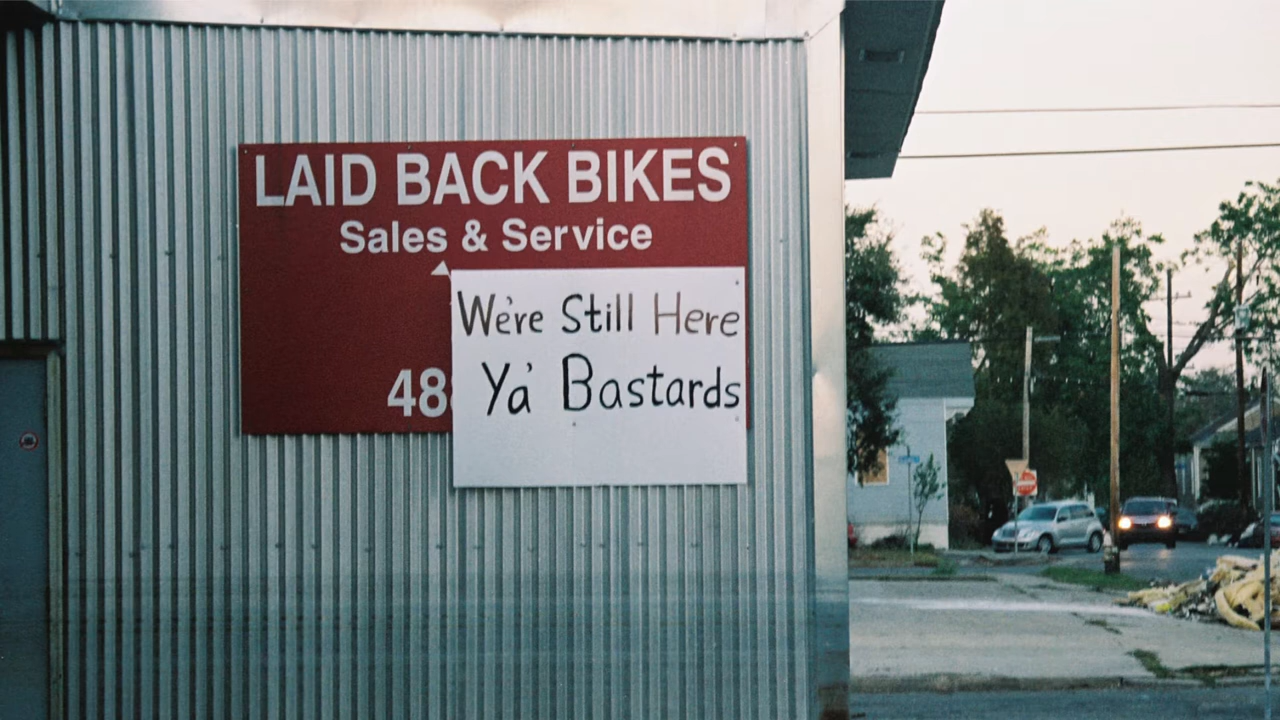 LAID BACK BIKES
Sales & Service
48
We're Still Here
Ya' Bastards